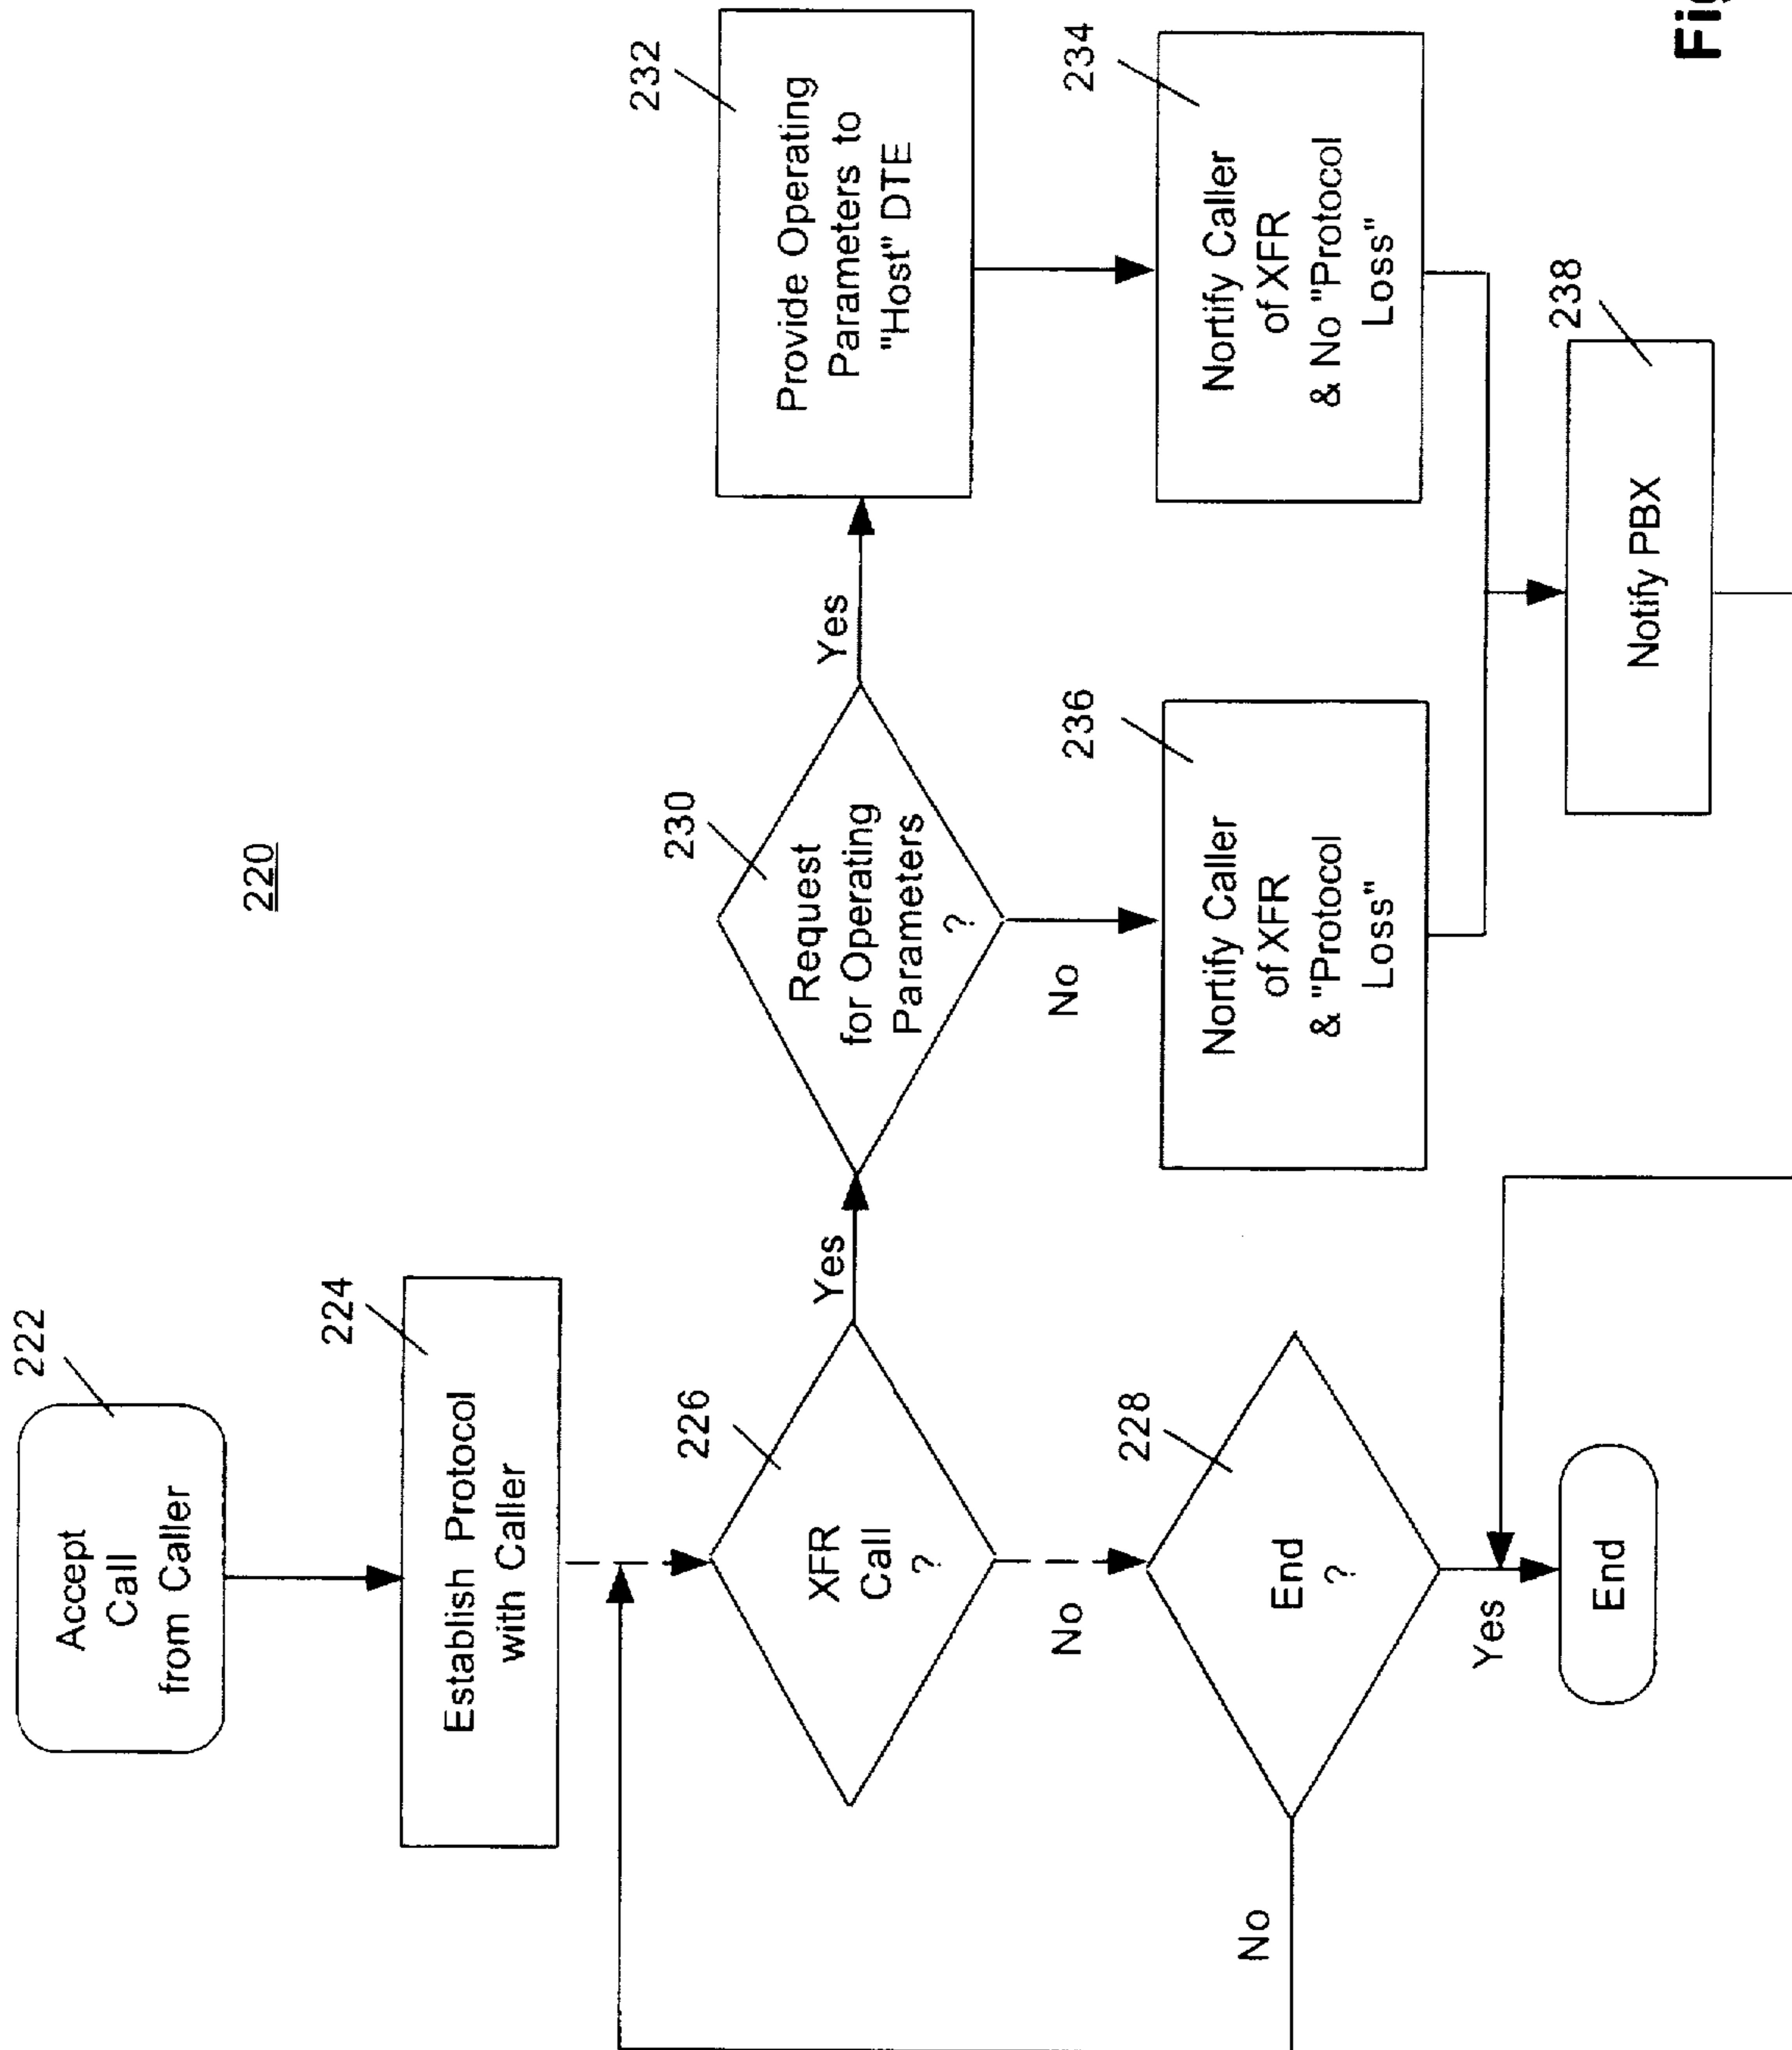 220
222
Accept
Call
from Caller
224
Establish Protocol
with Caller
226
XFR
Call
?
Yes
No
228
End
?
No
Yes
End
230
Request
for Operating
Parameters
?
Yes
No
232
Provide Operating
Parameters to
"Host" DTE
234
Nortify Caller
of XFR
& No "Protocol
Loss"
236
Nortify Caller
of XFR
& "Protocol
Loss"
238
Notify PBX